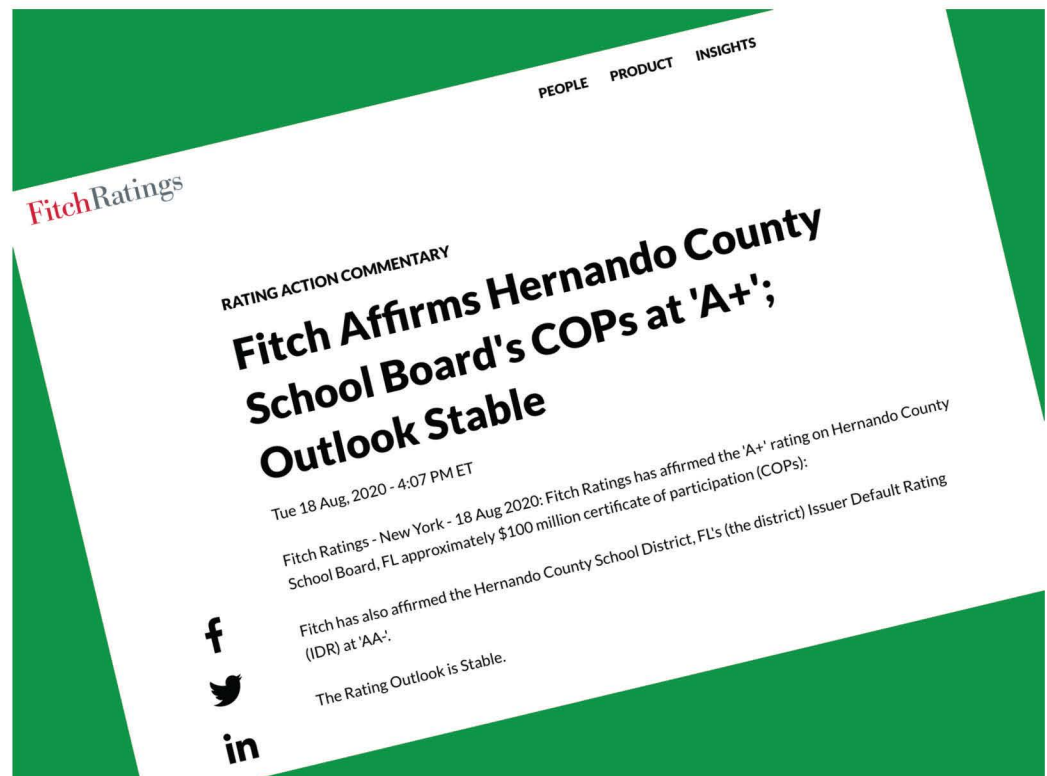 PEOPLE PRODUCT INSIGHTS
FitchRatings
RATING ACTION COMMENTARY
Fitch Affirms Hernando County
School Board's COPs at 'A+';
Outlook Stable
Tue 18 Aug, 2020 - 4:07 PM ET
Fitch Ratings - New York - 18 Aug 2020: Fitch Ratings has affirmed the 'A+' rating on Hernando County
School Board, FL approximately $100 million certificate of participation (COPs):
Fitch has also affirmed the Hernando County School District, FL's (the district) Issuer Default Rating
(IDR) at 'AA-'.
The Rating Outlook is Stable.
f
in